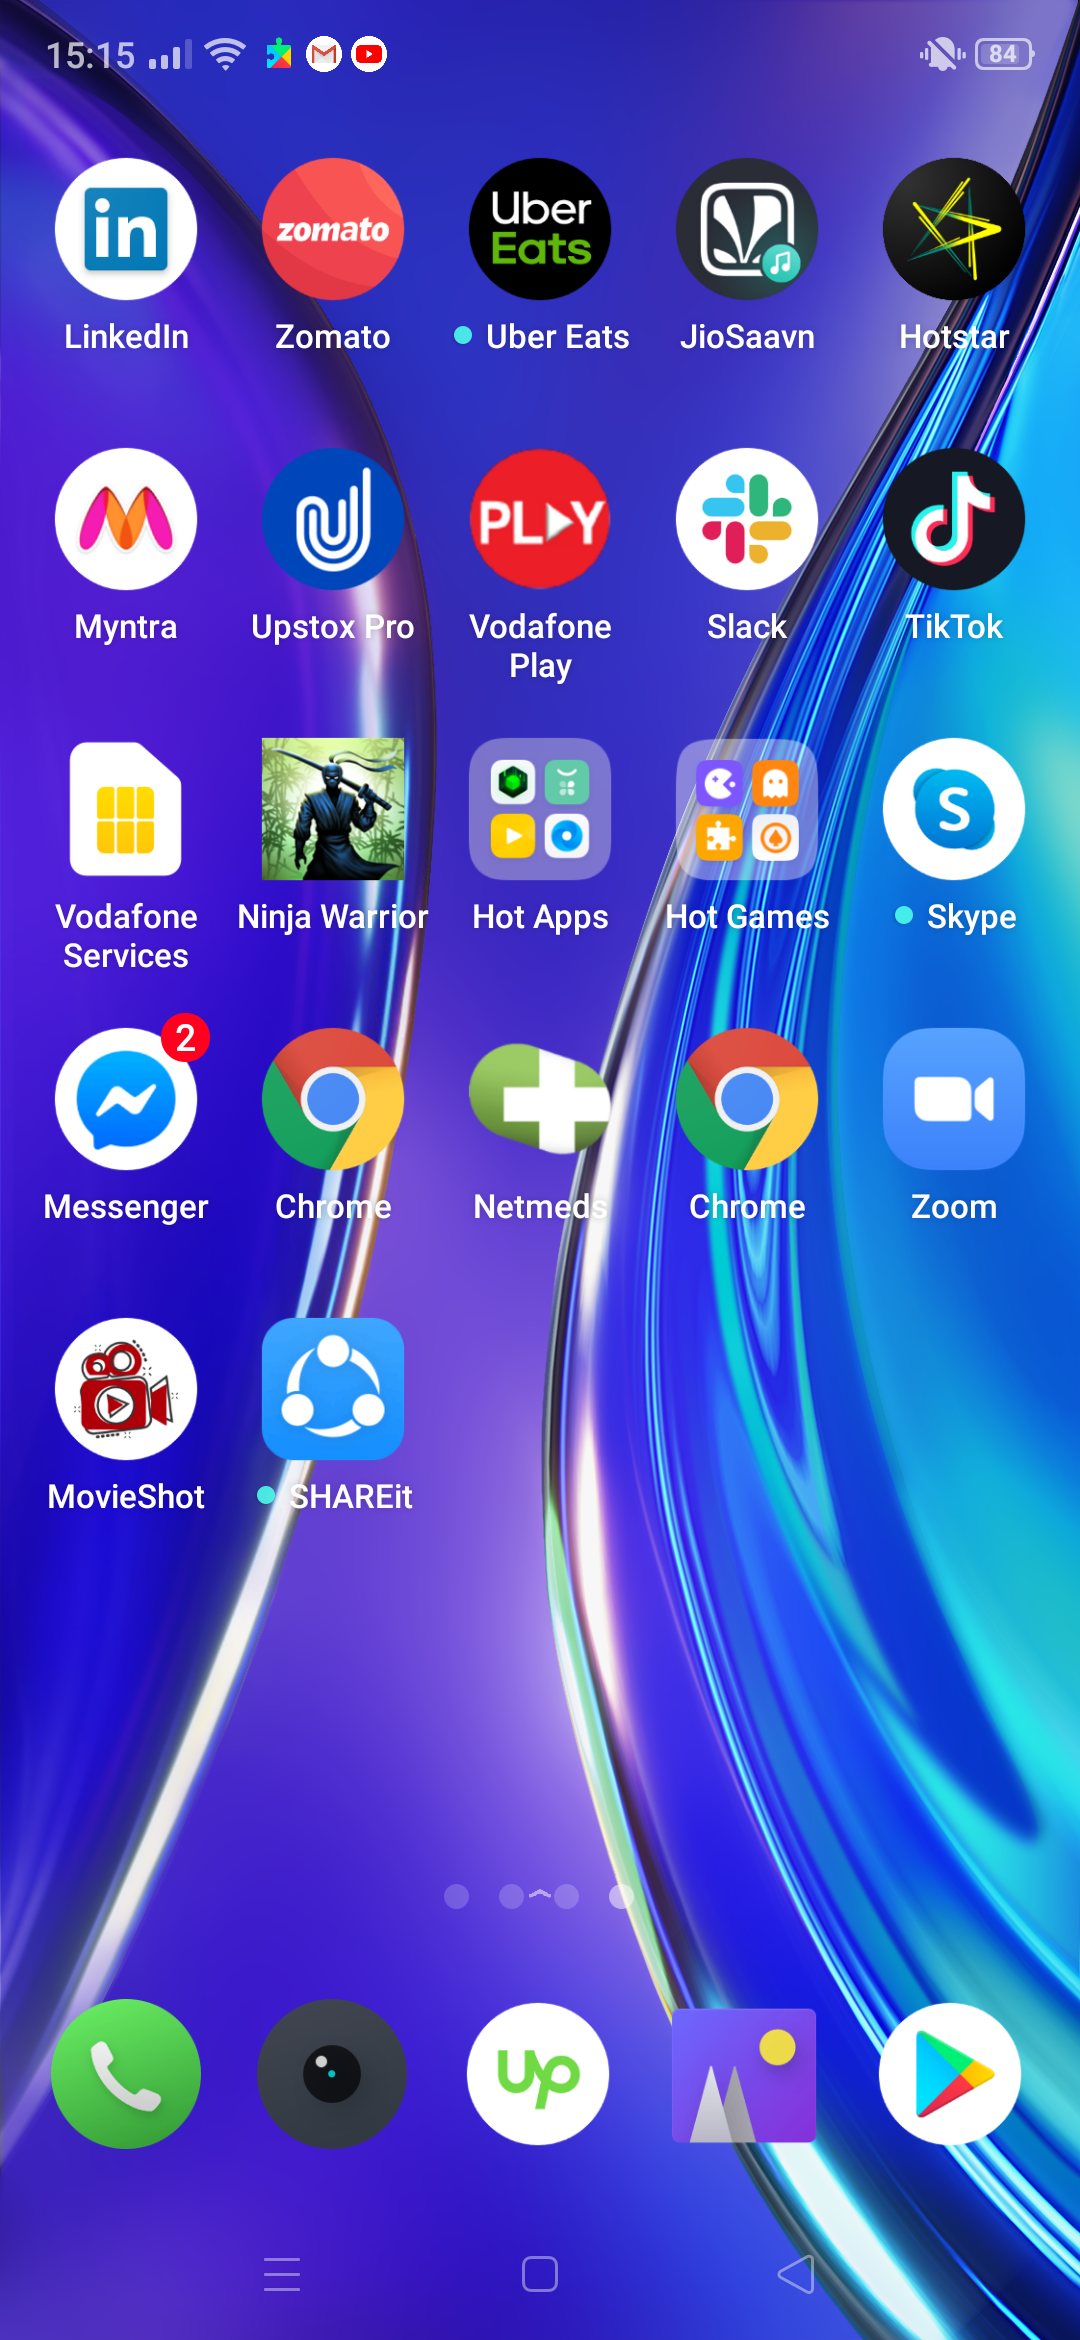 15:15
84
in
zomato
Uber
Eats
LinkedIn
Zomato
Uber Eats
JioSaavn
Hotstar
PLAY
Myntra
Upstox Pro
Vodafone
Play
Slack
TikTok
S
Vodafone
Services
Ninja Warrior
Hot Apps
Hot Games
Skype
2
Messenger
Chrome
Netmeds
Chrome
Zoom
MovieShot
SHAREit
up